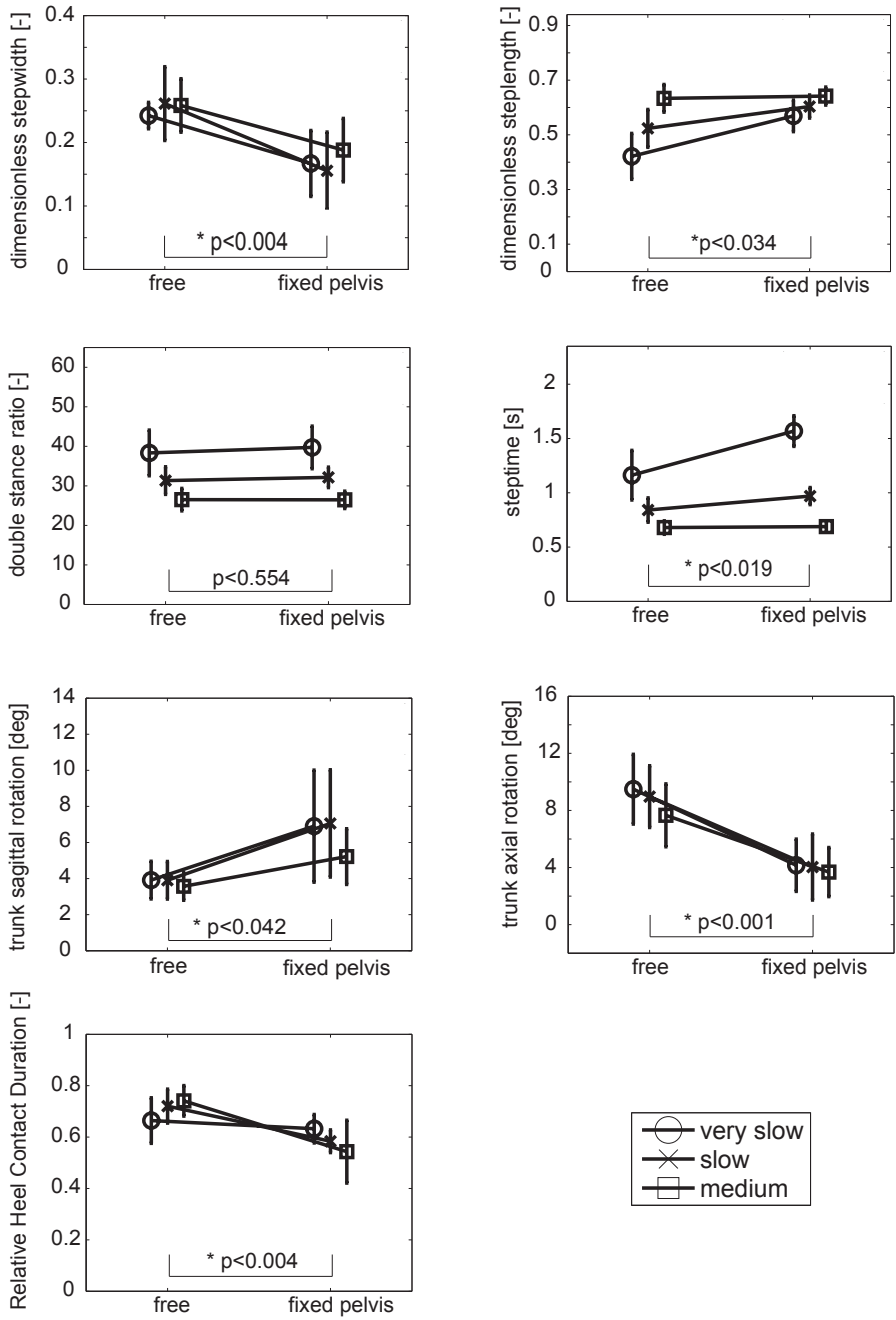 dimensionless stepwidth [-]
0.4
0.3
0.2
0.1
0
* p<0.004
free
fixed pelvis
dimensionless steplength [-]
0.9
0.7
0.5
0.3
0.1
*p<0.034
free
fixed pelvis
double stance ratio [-]
60
50
40
30
20
10
0
p<0.554
free
fixed pelvis
steptime [s]
2
1.5
1
0.5
0
* p<0.019
free
fixed pelvis
trunk sagittal rotation [deg]
14
12
10
8
6
4
2
0
* p<0.042
free
fixed pelvis
trunk axial rotation [deg]
16
12
8
4
0
* p<0.001
free
fixed pelvis
Relative Heel Contact Duration [-]
1
0.8
0.6
0.4
0.2
0
* p<0.004
free
fixed pelvis
very slow
slow
medium